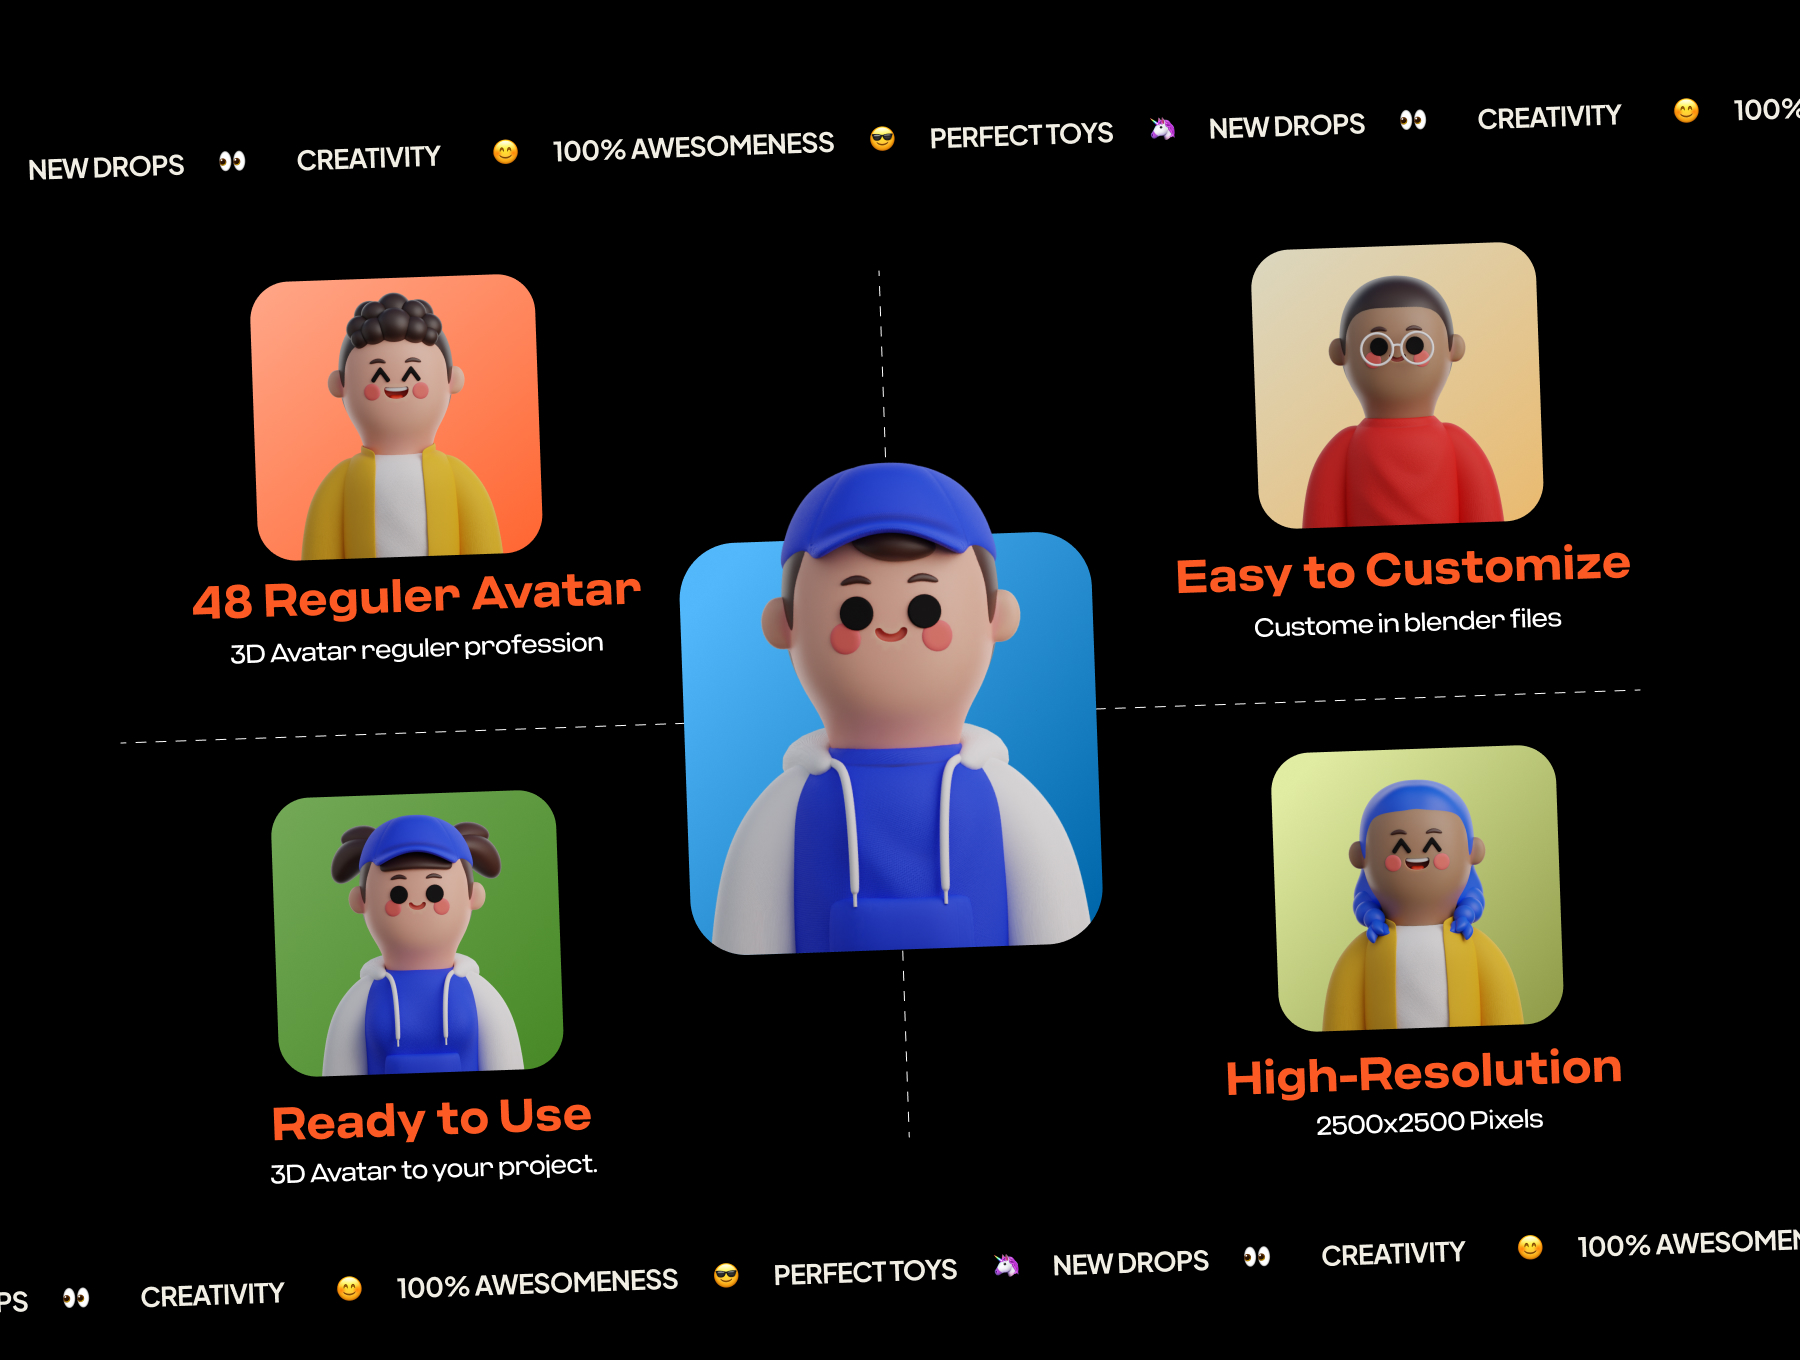 NEW DROPS 👀 CREATIVITY 😊 100% AWESOMENESS 😎 PERFECT TOYS 🦄 NEW DROPS 👀 CREATIVITY 😊 100%
48 Reguler Avatar
3D Avatar reguler profession
Easy to Customize
Custome in blender files
Ready to Use
3D Avatar to your project.
High-Resolution
2500x2500 Pixels
PS 👀 CREATIVITY 😊 100% AWESOMENESS 😎 PERFECT TOYS 🦄 NEW DROPS 👀 CREATIVITY 😊 100% AWESOMEN